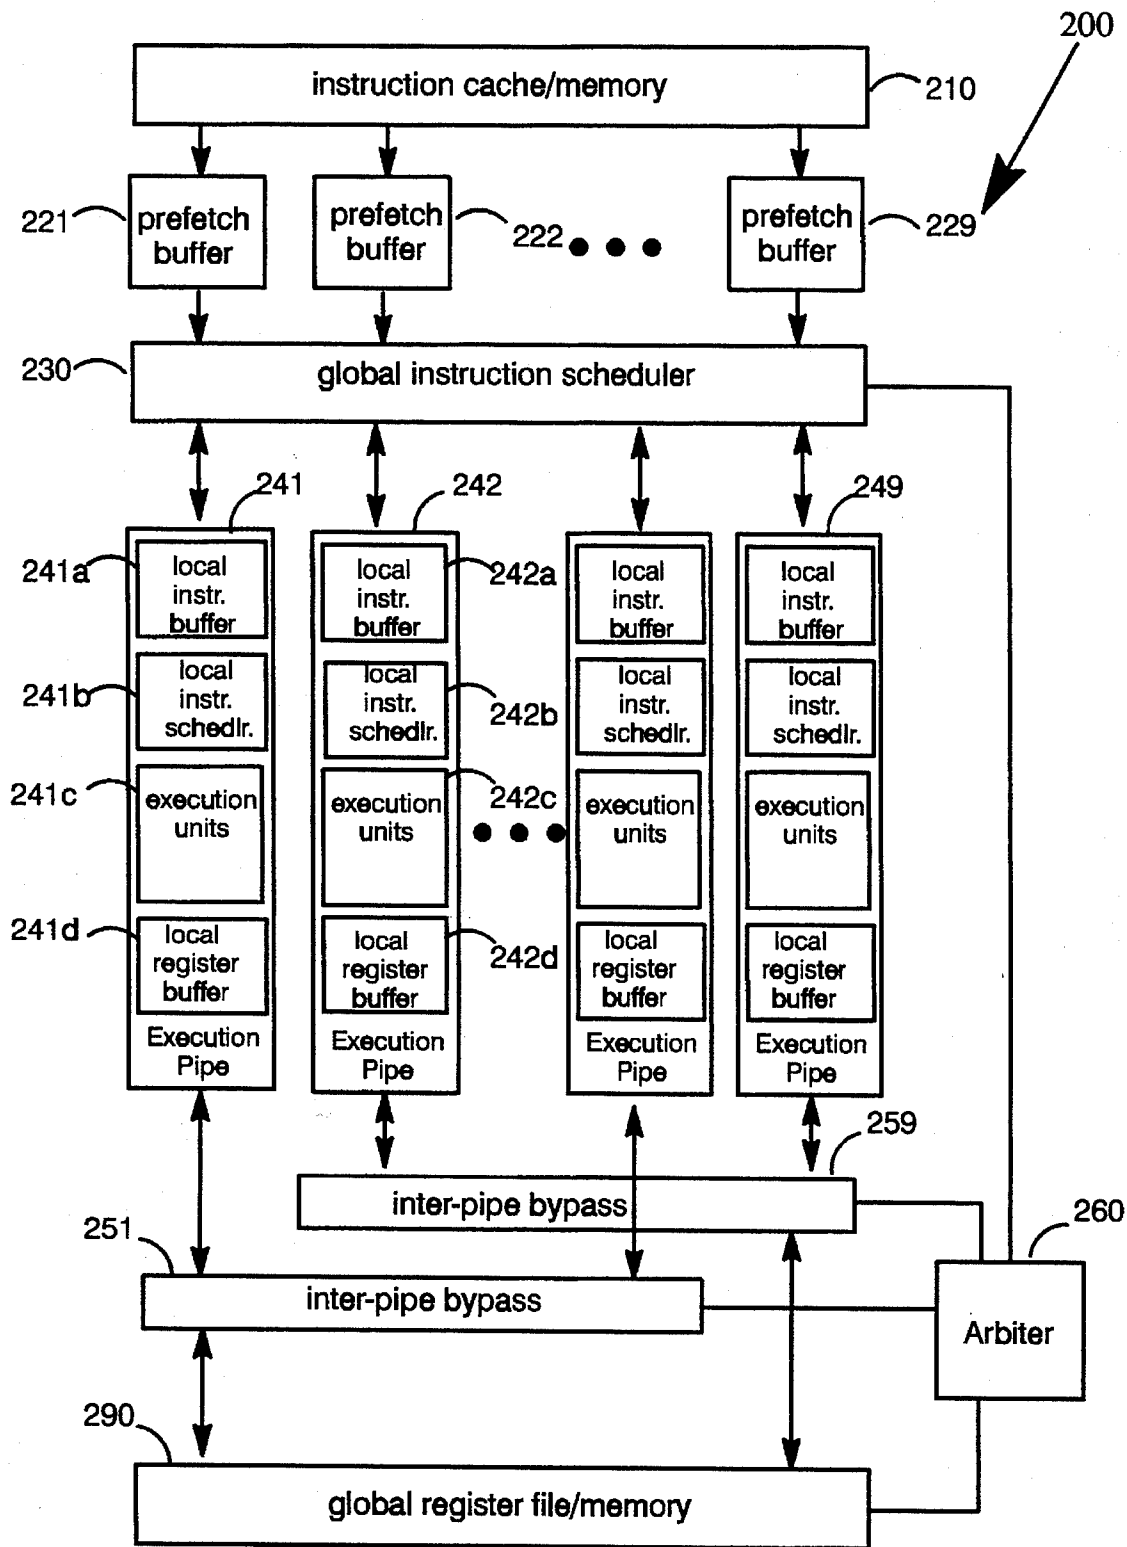 200
instruction cache/memory
210
221
prefetch
buffer
prefetch
buffer
222
prefetch
buffer
229
230
global instruction scheduler
241
242
249
241a
local
instr.
buffer
local
instr.
buffer
242a
local
instr.
buffer
local
instr.
buffer
241b
local
instr.
schedlr.
local
instr.
schedlr.
242b
local
instr.
schedlr.
local
instr.
schedlr.
241c
execution
units
execution
units
242c
execution
units
execution
units
241d
local
register
buffer
local
register
buffer
242d
local
register
buffer
local
register
buffer
Execution
Pipe
Execution
Pipe
Execution
Pipe
Execution
Pipe
259
inter-pipe bypass
251
inter-pipe bypass
260
Arbiter
290
global register file/memory